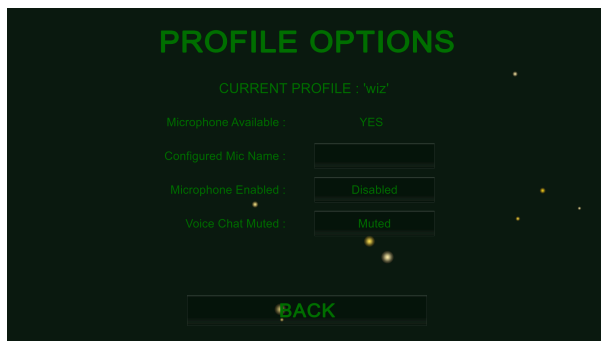 PROFILE OPTIONS
CURRENT PROFILE : 'wiz'
Microphone Available : YES
Configured Mic Name :
Microphone Enabled : Disabled
Voice Chat Muted : Muted
BACK